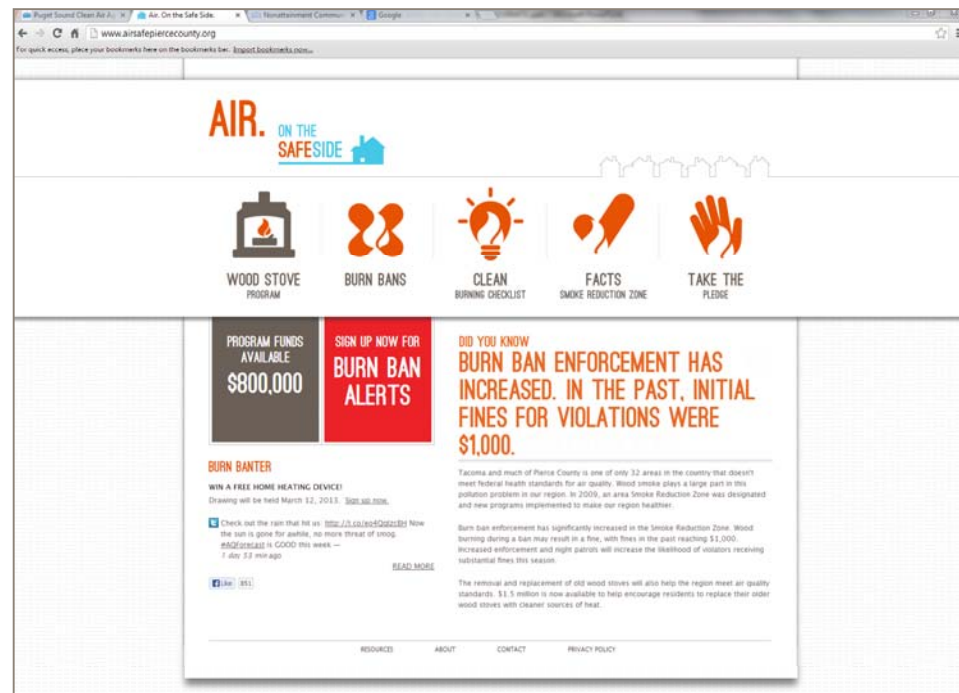 Puget Sound Clean Air A
Air. On the Safe Side.
Nonattainment Commun
Google
www.airsafepiercecounty.org
For quick access, place your bookmarks here on the bookmarks bar. Import bookmarks now...
AIR. ON THE
SAFESIDE
WOOD STOVE
PROGRAM
BURN BANS
CLEAN
BURNING CHECKLIST
FACTS
SMOKE REDUCTION ZONE
TAKE THE
PLEDGE
PROGRAM FUNDS
AVAILABLE
$800,000
SIGN UP NOW FOR
BURN BAN
ALERTS
DID YOU KNOW
BURN BAN ENFORCEMENT HAS
INCREASED. IN THE PAST, INITIAL
FINES FOR VIOLATIONS WERE
$1,000.
BURN BANTER
WIN A FREE HOME HEATING DEVICE!
Drawing will be held March 12, 2013. Sign up now.
Check out the rain that hit us Now
the sun is gone for awhile, no more threat of smog.
#AQForecast is GOOD this week —
1 day 53 min ago
READ MORE
Like 851
Tacoma and much of Pierce County is one of only 32 areas in the country that doesn't
meet federal health standards for air quality. Wood smoke plays a large part in this
pollution problem in our region. In 2009, an area Smoke Reduction Zone was designated
and new programs implemented to make our region healthier.
Burn ban enforcement has significantly increased in the Smoke Reduction Zone. Wood
burning during a ban may result in a fine, with fines in the past reaching $1,000.
Increased enforcement and night patrols will increase the likelihood of violators receiving
substantial fines this season.
The removal and replacement of old wood stoves will also help the region meet air quality
standards. $1.5 million is now available to help encourage residents to replace their older
wood stoves with cleaner sources of heat.
RESOURCES ABOUT CONTACT PRIVACY POLICY